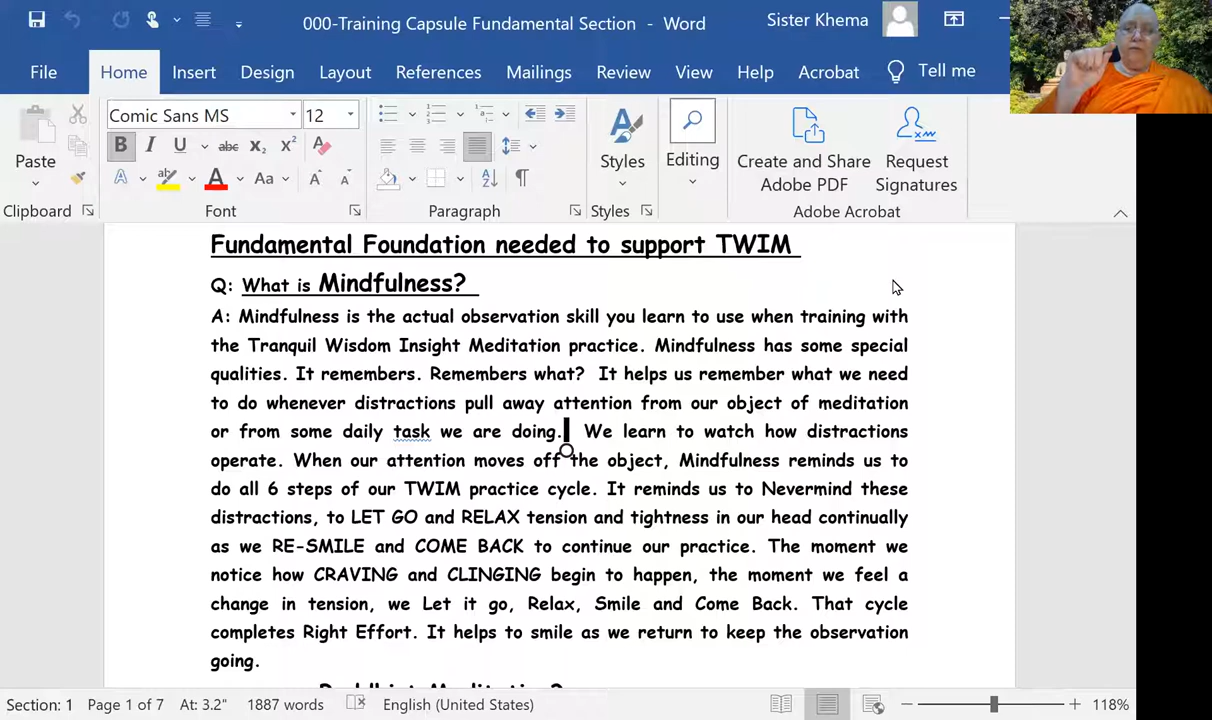 000-Training Capsule Fundamental Section - Word
Sister Khema
File Home Insert Design Layout References Mailings Review View Help Acrobat Tell me
Comic Sans MS 12
Paste
B I U abc x₂ x²
A A Aa A A
Styles
Editing
Create and Share
Adobe PDF
Request
Signatures
Clipboard Font Paragraph Styles Adobe Acrobat
Fundamental Foundation needed to support TWIM
Q: What is Mindfulness?
A: Mindfulness is the actual observation skill you learn to use when training with
the Tranquil Wisdom Insight Meditation practice. Mindfulness has some special
qualities. It remembers. Remembers what? It helps us remember what we need
to do whenever distractions pull away attention from our object of meditation
or from some daily task we are doing. We learn to watch how distractions
operate. When our attention moves off the object, Mindfulness reminds us to
do all 6 steps of our TWIM practice cycle. It reminds us to Nevermind these
distractions, to LET GO and RELAX tension and tightness in our head continually
as we RE-SMILE and COME BACK to continue our practice. The moment we
notice how CRAVING and CLINGING begin to happen, the moment we feel a
change in tension, we Let it go, Relax, Smile and Come Back. That cycle
completes Right Effort. It helps to smile as we return to keep the observation
going.
Section: 1 Page 1 of 7 At: 3.2" 1887 words English (United States) 118%